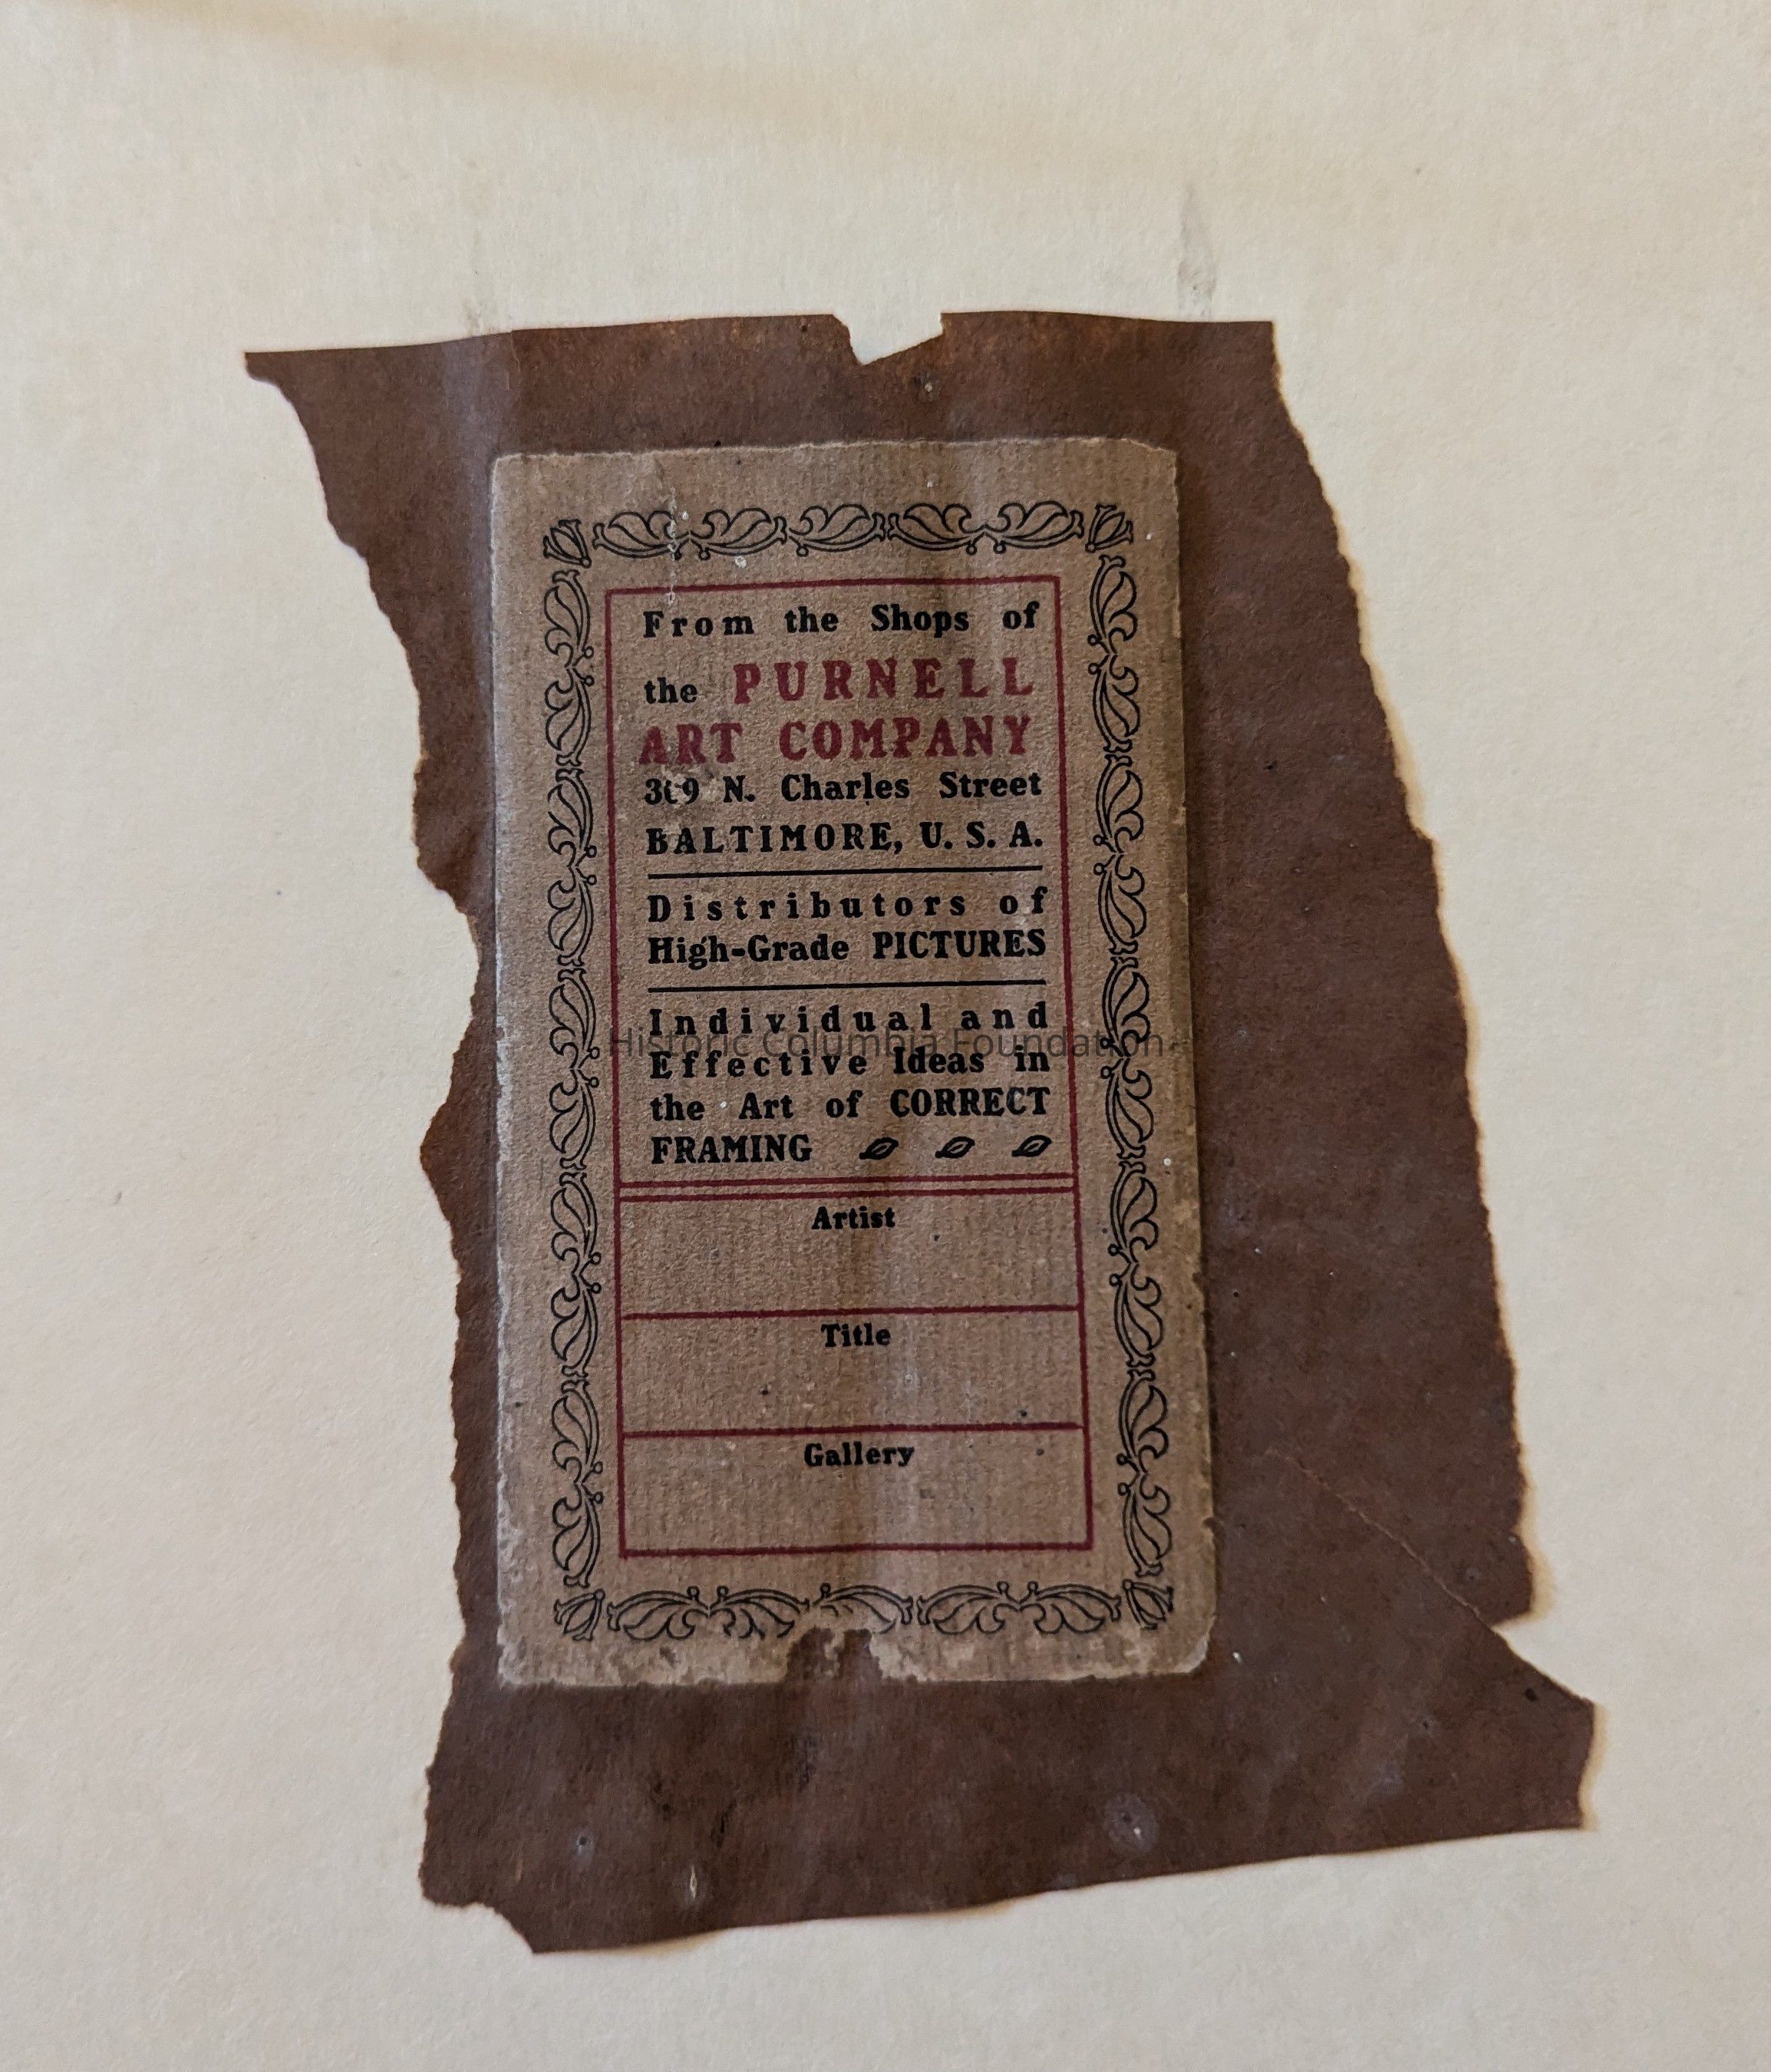 From the Shops of
the PURNELL
ART COMPANY
309 N. Charles Street
BALTIMORE, U. S. A.
Distributors of
High-Grade PICTURES
Individual and
Historic Columbia Foundation
Effective Ideas in
the Art of CORRECT
FRAMING
Artist
Title
Gallery